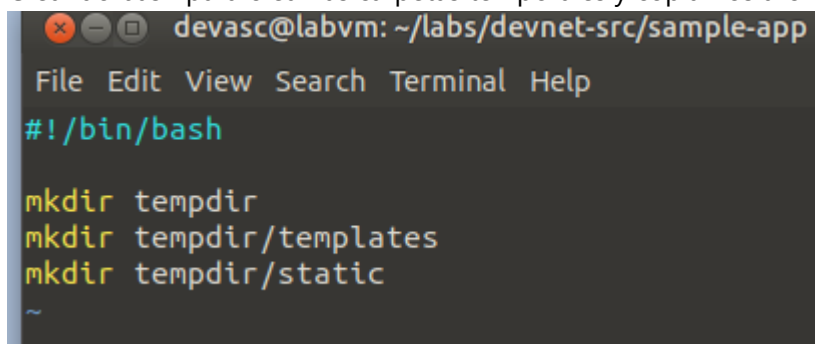 devasc@labvm: ~/labs/devnet-src/sample-app
File Edit View Search Terminal Help
#!/bin/bash
mkdir tempdir
mkdir tempdir/templates
mkdir tempdir/static
~